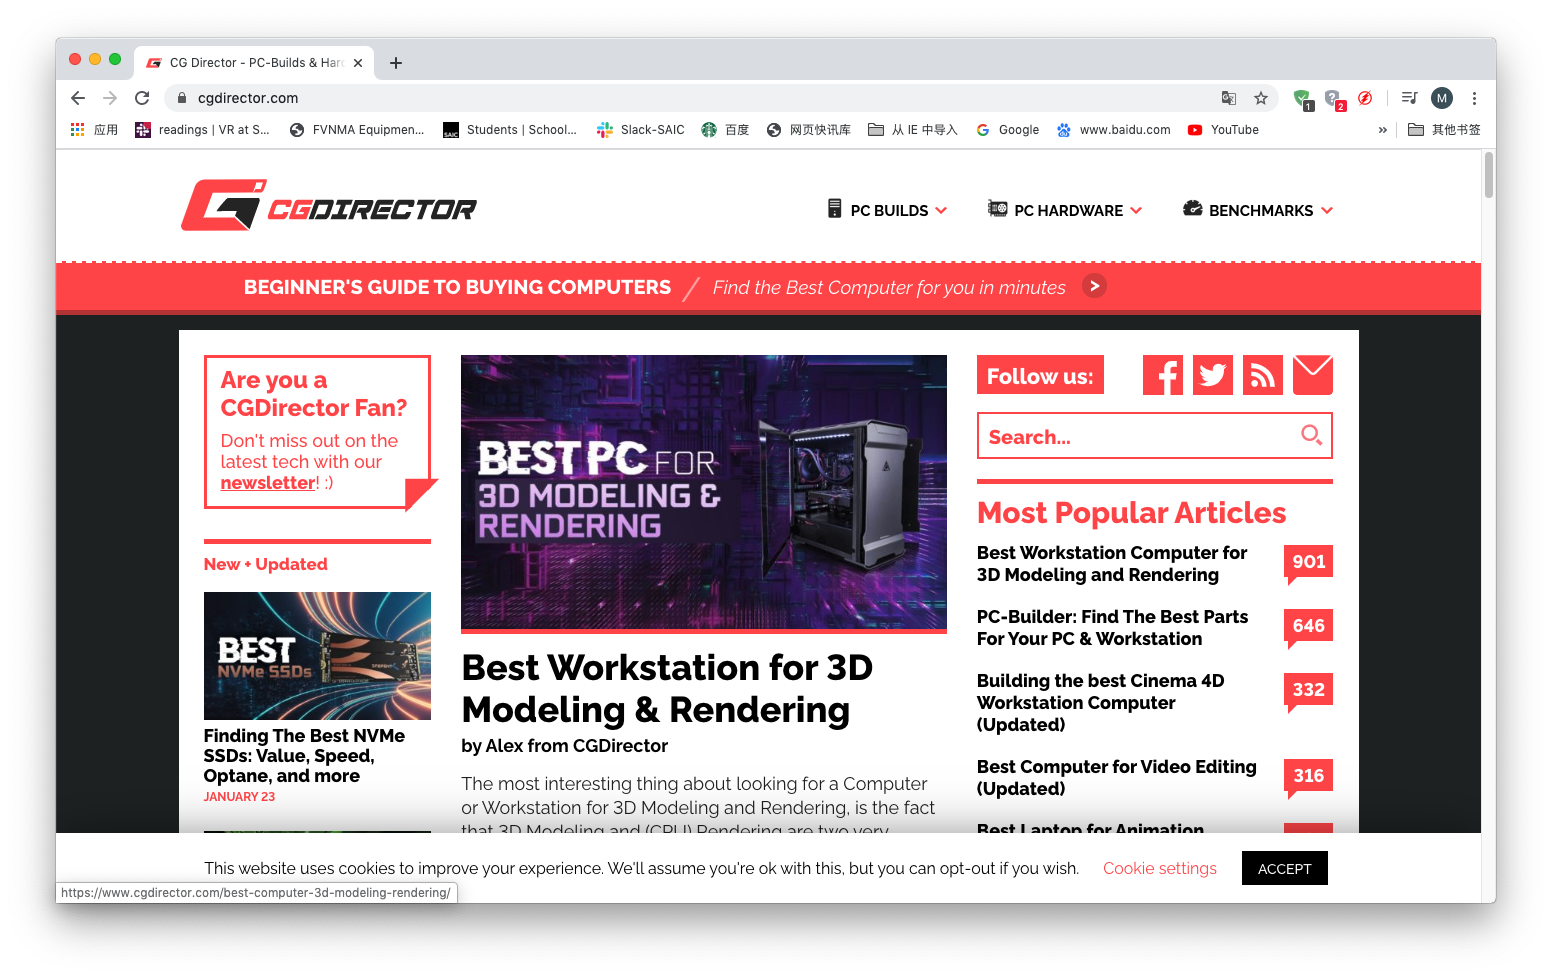 CG Director - PC-Builds & Har
cgdirector.com
1
2
M
应用
readings | VR at S...
FVNMA Equipmen...
SAIC
Students | School...
Slack-SAIC
百度
网页快讯库
从 IE 中导入
Google
www.baidu.com
YouTube
»
其他书签
CGDIRECTOR
PC BUILDS
PC HARDWARE
BENCHMARKS
BEGINNER'S GUIDE TO BUYING COMPUTERS / Find the Best Computer for you in minutes >
Are you a
CGDirector Fan?
Don't miss out on the
latest tech with our
newsletter! :)
New + Updated
BEST
NVMe SSDs
Finding The Best NVMe
SSDs: Value, Speed,
Optane, and more
JANUARY 23
BEST PC FOR
3D MODELING &
RENDERING
Best Workstation for 3D
Modeling & Rendering
by Alex from CGDirector
The most interesting thing about looking for a Computer
or Workstation for 3D Modeling and Rendering, is the fact
that 3D Modeling and (CPU) Rendering are two very
Follow us:
Search...
Most Popular Articles
Best Workstation Computer for
3D Modeling and Rendering
901
PC-Builder: Find The Best Parts
For Your PC & Workstation
646
Building the best Cinema 4D
Workstation Computer
(Updated)
332
Best Computer for Video Editing
(Updated)
316
Best Laptop for Animation
This website uses cookies to improve your experience. We'll assume you're ok with this, but you can opt-out if you wish.
Cookie settings
ACCEPT
https://www.cgdirector.com/best-computer-3d-modeling-rendering/